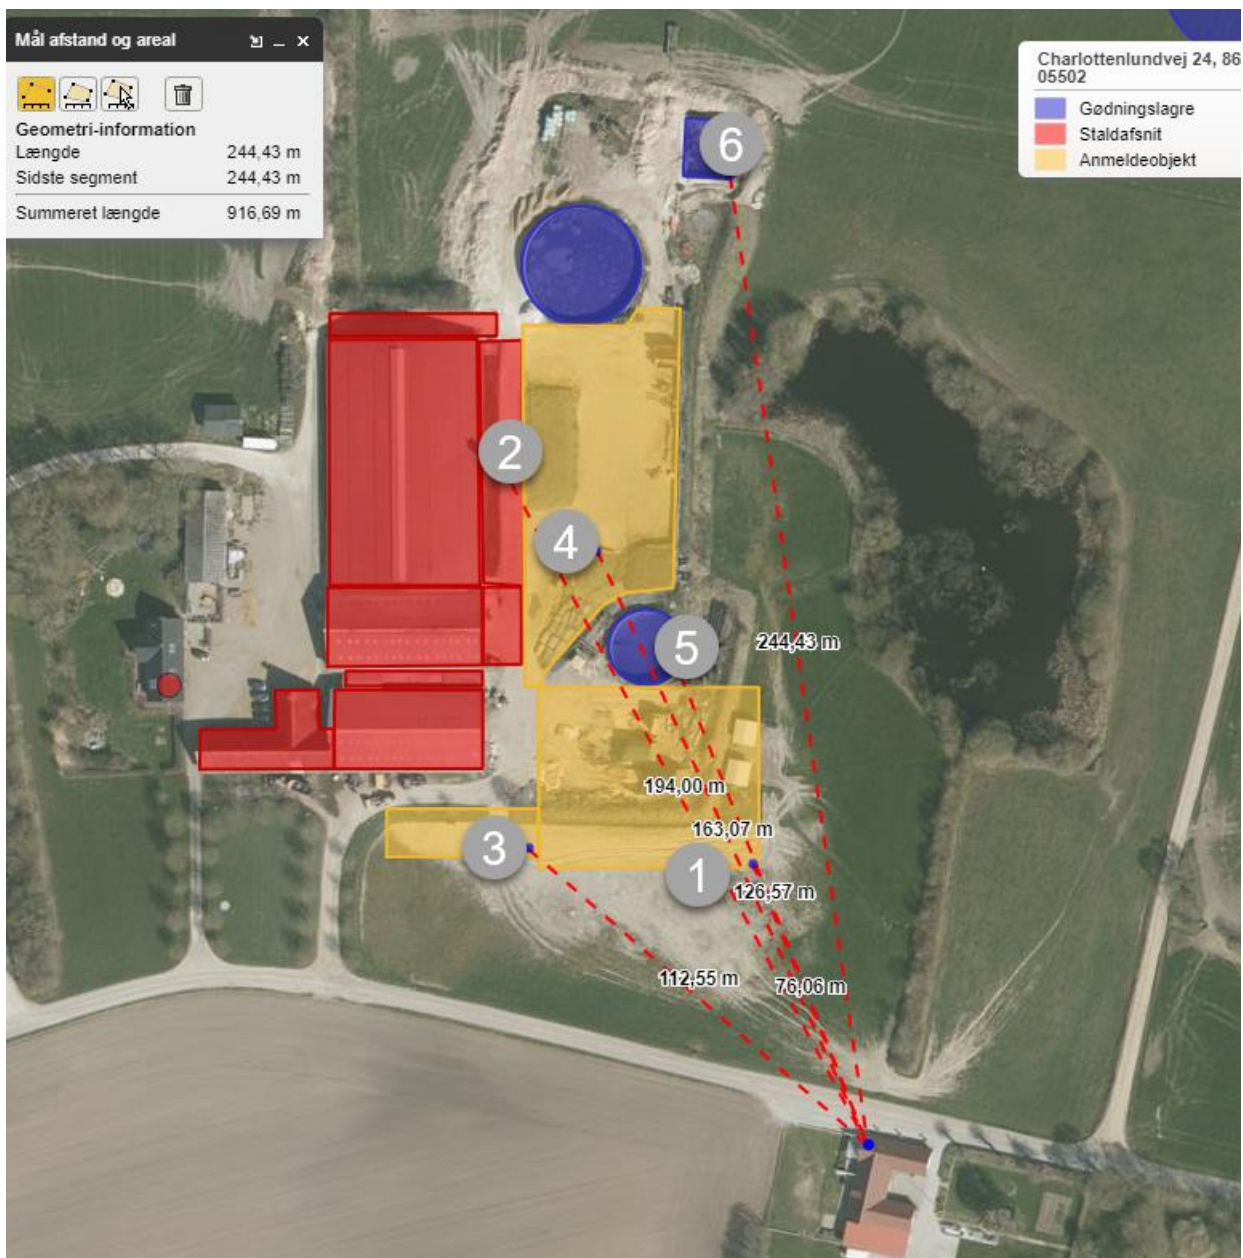 Mål afstand og areal
Geometri-information
Længde 244,43 m
Sidste segment 244,43 m
Summeret længde 916,69 m
Charlottenlundvej 24, 86
05502
Gødningslagre
Staldafsnit
Anmeldeobjekt
6
2
4
5
244,43 m
194,00 m
163,07 m
3
1
126,57 m
112,55 m
76,06 m